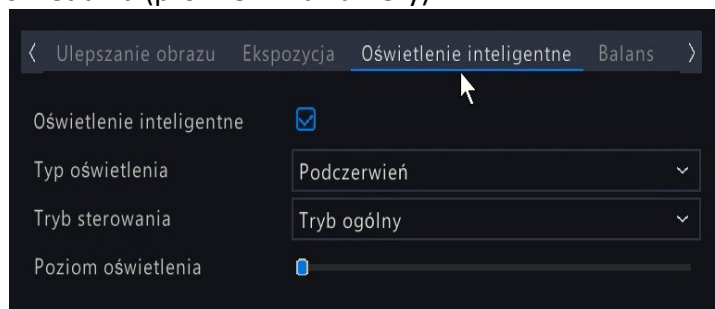 Ulepszanie obrazu Ekspozycja Oświetlenie inteligentne Balans
Oświetlenie inteligentne
Typ oświetlenia Podczerwień
Tryb sterowania Tryb ogólny
Poziom oświetlenia